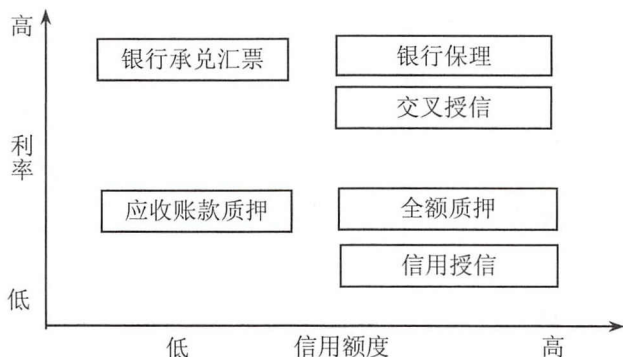 高
银行承兑汇票
银行保理
交叉授信
利率
应收账款质押
全额质押
信用授信
低
低
信用额度
高